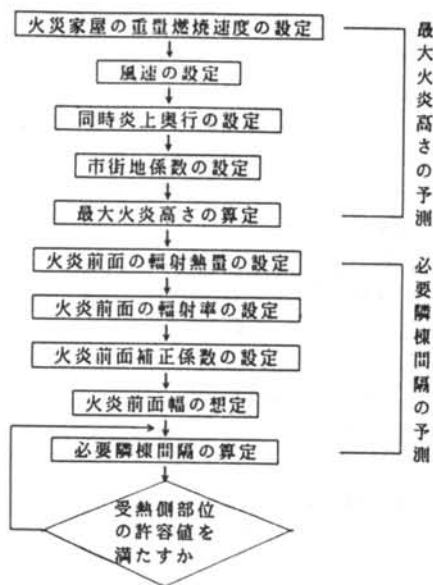 火災家屋の重量燃焼速度の設定
風速の設定
同時炎上奥行の設定
市街地係数の設定
最大火炎高さの算定
火炎前面の輻射熱量の設定
火炎前面の輻射率の設定
火炎前面補正係数の設定
火炎前面幅の想定
必要隣棟間隔の算定
受熱側部位
の許容値を
満たすか
最大火炎高さの予測
必要隣棟間隔の予測